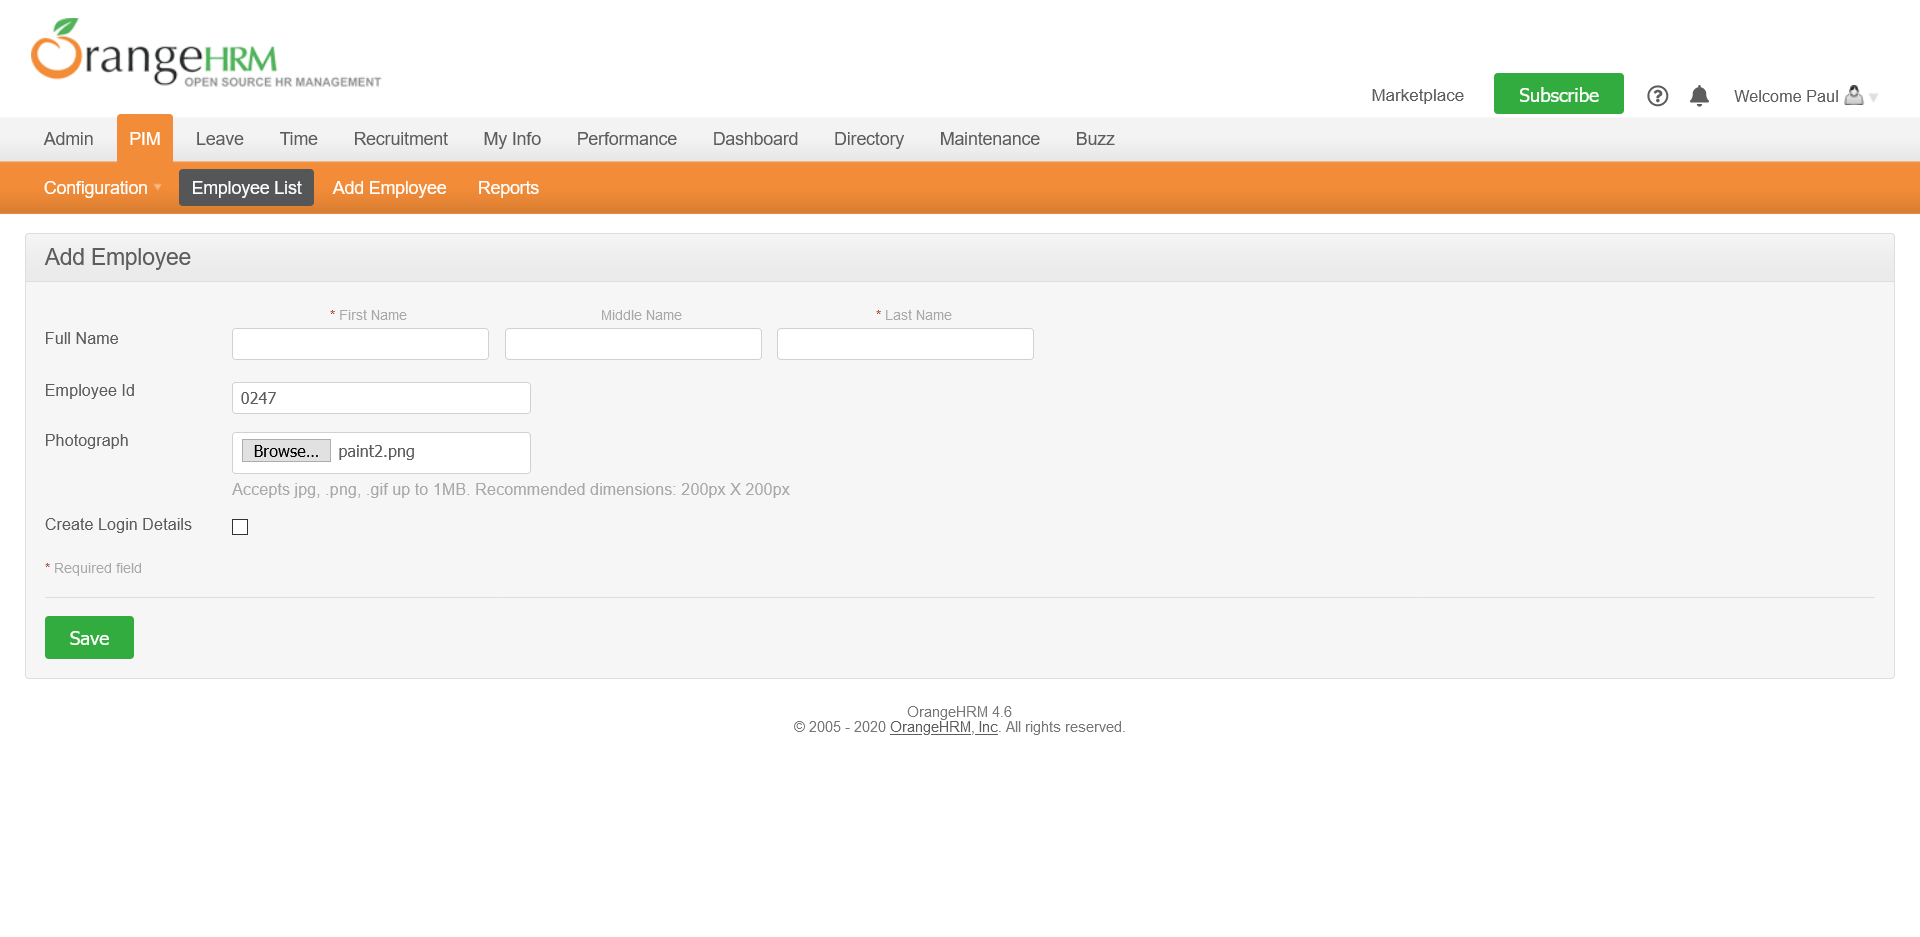 OrangeHRM
OPEN SOURCE HR MANAGEMENT
Marketplace Subscribe ? Welcome Paul
Admin PIM Leave Time Recruitment My Info Performance Dashboard Directory Maintenance Buzz
Configuration Employee List Add Employee Reports
Add Employee
* First Name Middle Name * Last Name
Full Name
Employee Id 0247
Photograph Browse... paint2.png
Accepts jpg, .png, .gif up to 1MB. Recommended dimensions: 200px X 200px
Create Login Details
* Required field
Save
OrangeHRM 4.6
© 2005 - 2020 OrangeHRM, Inc. All rights reserved.